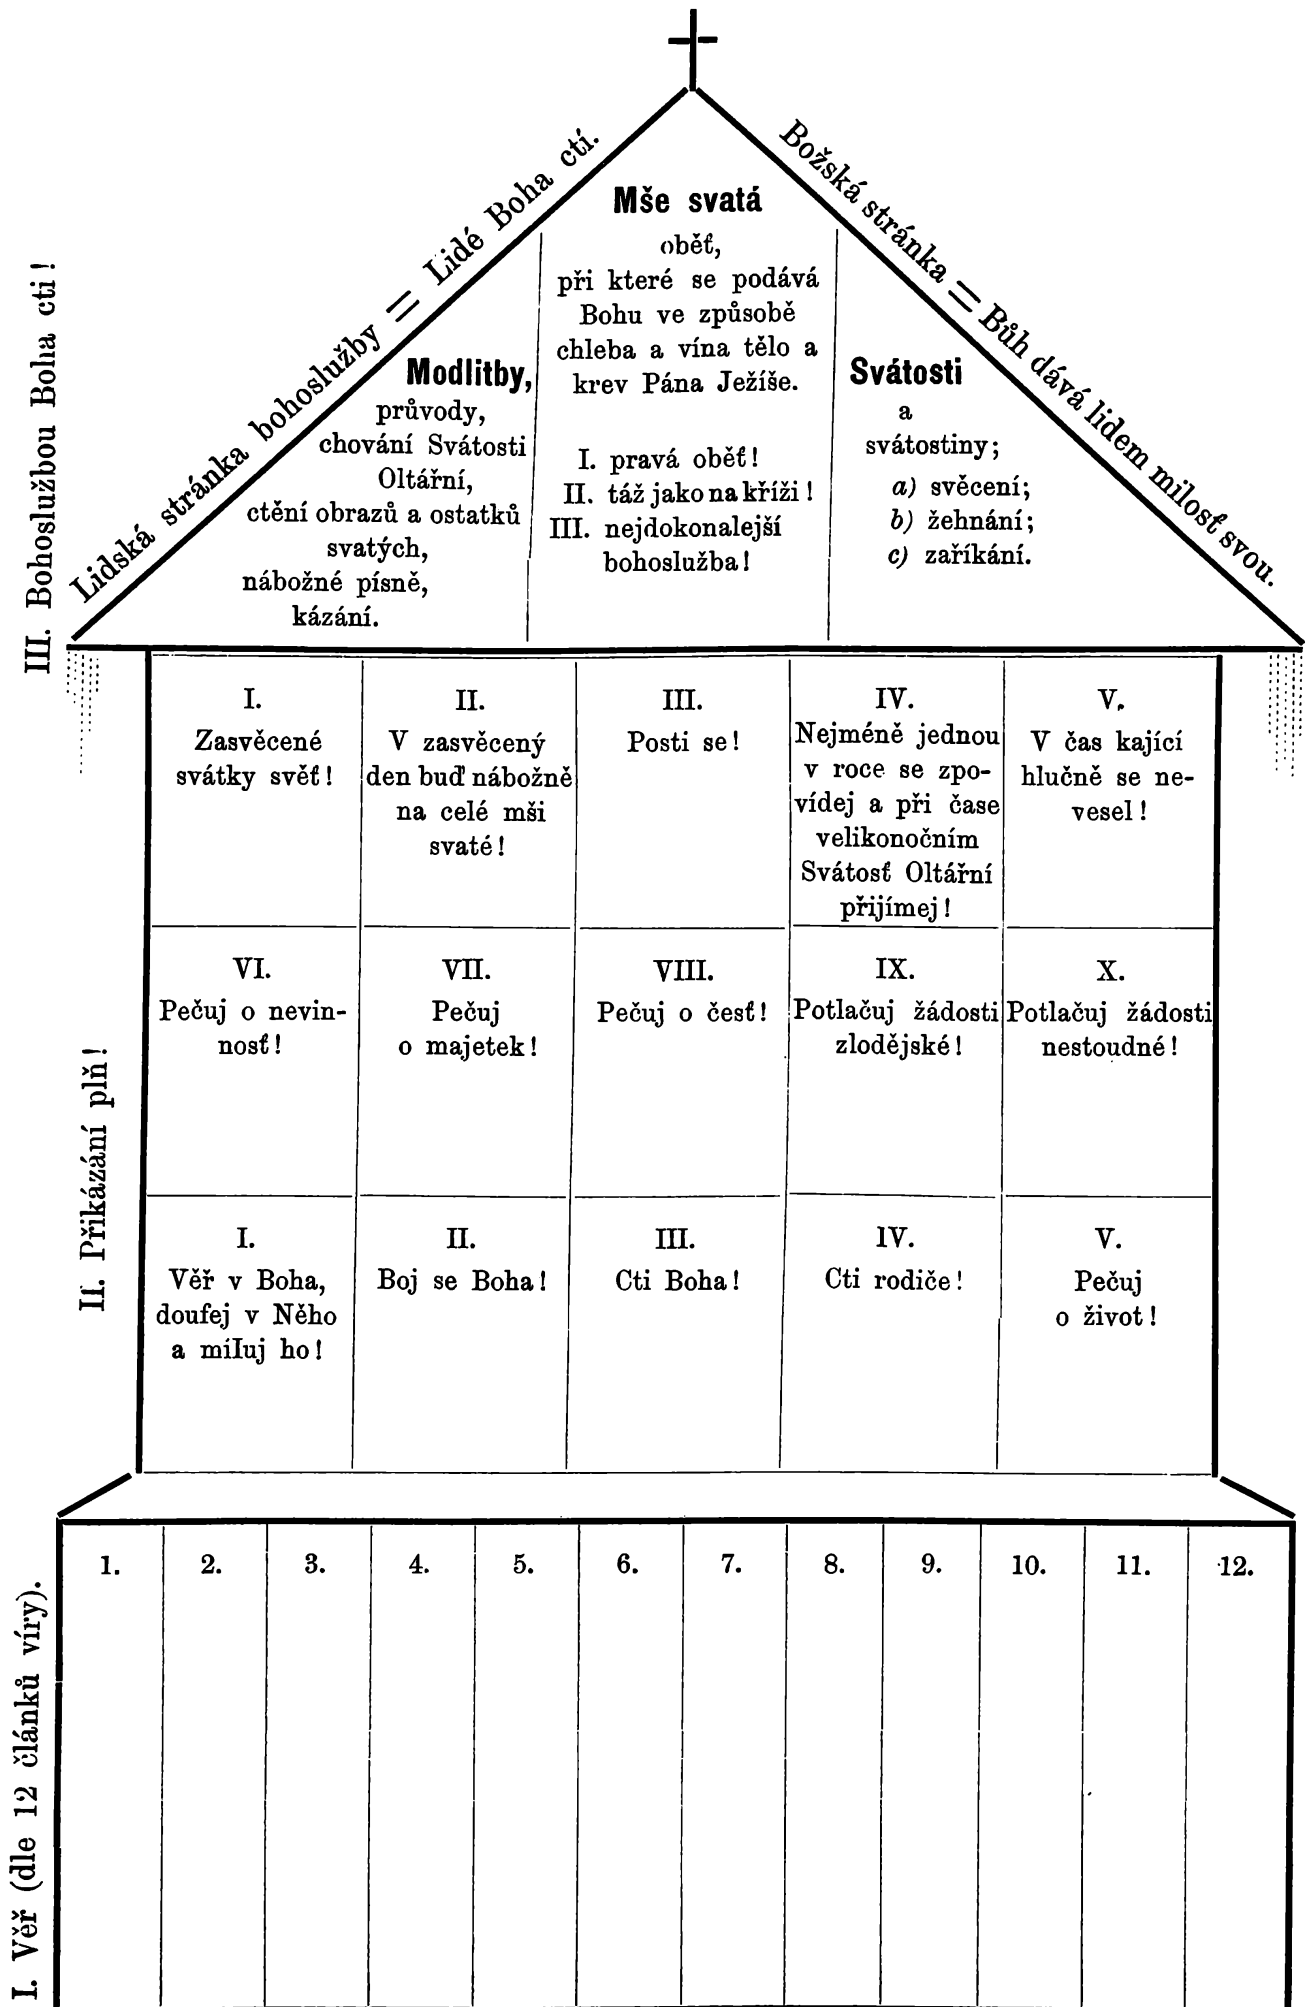 III. Bohoslužbou Boha cti!
Lidská stránka bohoslužby = Lidé Boha ctí.
Božská stránka = Bůh dává lidem milosť svou.
Modlitby,
průvody,
chování Svátosti
Oltářní,
ctění obrazů a ostatků
svatých,
nábožné písně,
kázání.
Mše svatá
oběť,
při které se podává
Bohu ve způsobě
chleba a vína tělo a
krev Pána Ježíše.
I. pravá oběť!
II. táž jako na kříži!
III. nejdokonalejší
bohoslužba!
Svátosti
a
svátostiny;
a) svěcení;
b) žehnání;
c) zaříkání.
II. Přikázání plň!
I.
Zasvěcené
svátky svěť!
II.
V zasvěcený
den buď nábožně
na celé mši
svaté!
III.
Posti se!
IV.
Nejméně jednou
v roce se zpo-
vídej a při čase
velikonočním
Svátosť Oltářní
přijímej!
V.
V čas kající
hlučně se ne-
vesel!
VI.
Pečuj o nevin-
nosť!
VII.
Pečuj
o majetek!
VIII.
Pečuj o česť!
IX.
Potlačuj žádosti
zlodějské!
X.
Potlačuj žádosti
nestoudné!
I.
Věř v Boha,
doufej v Něho
a miluj ho!
II.
Boj se Boha!
III.
Cti Boha!
IV.
Cti rodiče!
V.
Pečuj
o život!
I. Věř (dle 12 článků víry).
1. 2. 3. 4. 5. 6. 7. 8. 9. 10. 11. 12.